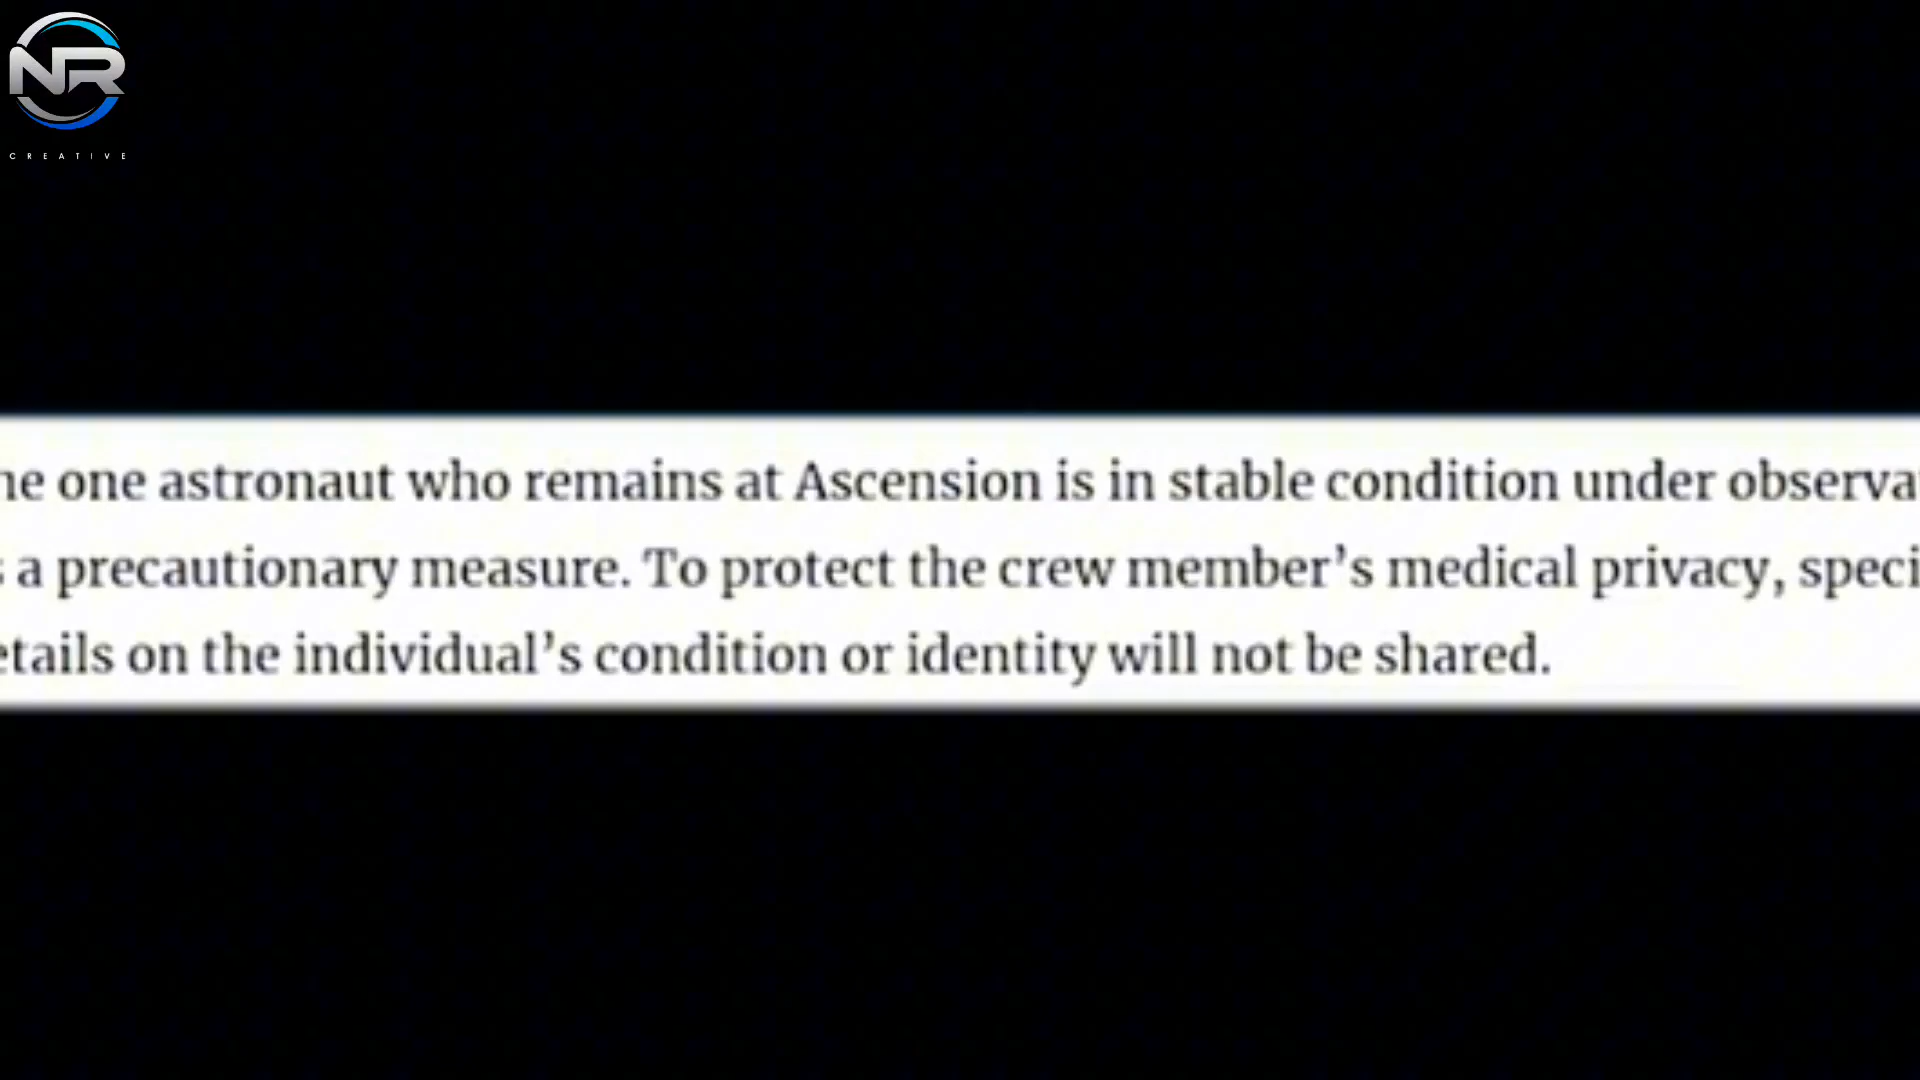 NR
CREATIVE
he one astronaut who remains at Ascension is in stable condition under observa
s a precautionary measure. To protect the crew member’s medical privacy, speci
etails on the individual’s condition or identity will not be shared.